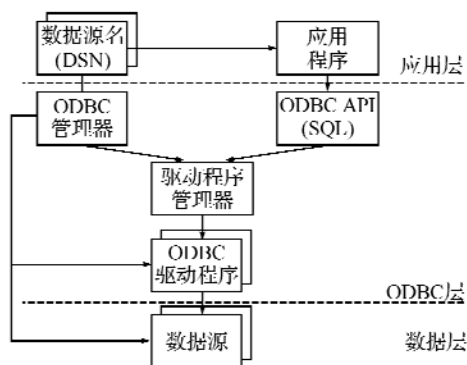 数据源名
(DSN)
应用
程序
应用层
ODBC
管理器
ODBC API
(SQL)
驱动程序
管理器
ODBC
驱动程序
ODBC层
数据源
数据层